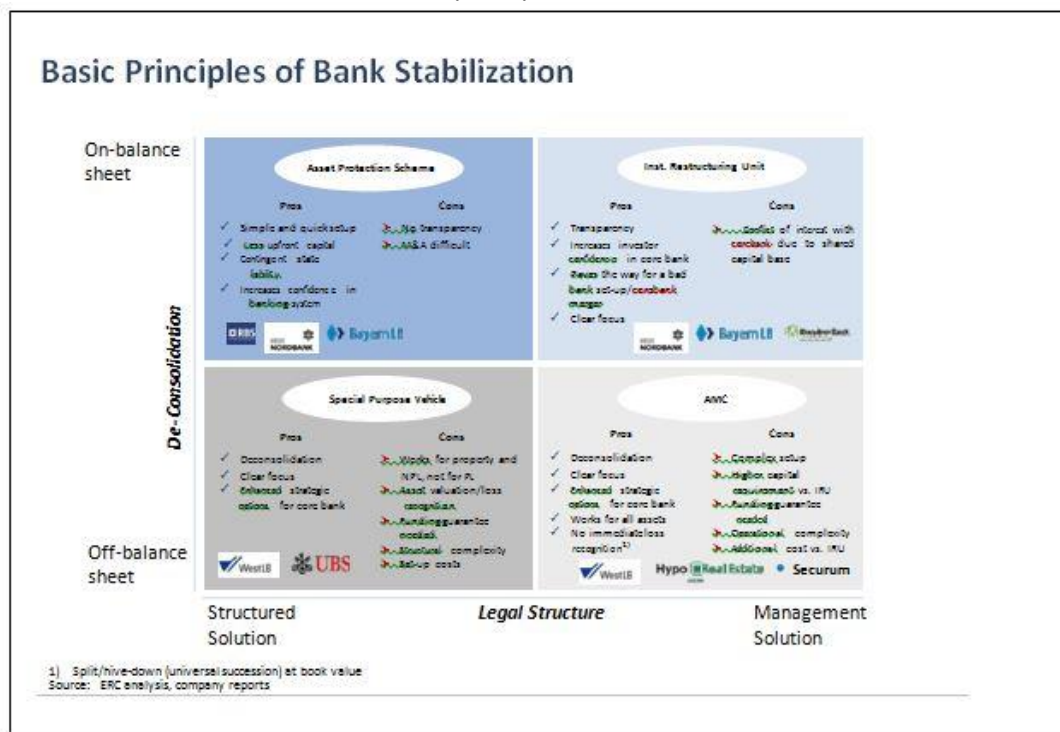 Basic Principles of Bank Stabilization
On-balance
sheet
Asset Protection Scheme
Pros
Simple and quick setup
Less upfront capital
Contingent state
liability
Increases confidence in
banking system
Cons
No transparency
M&A difficult
RBS
NORDBANK
BayernLB
Inst. Restructuring Unit
Pros
Transparency
Increases investor
confidence in core bank
Paves the way for a bad
bank set-up/corebank
merger
Clear focus
Cons
Conflict of interest with
corebank due to shared
capital base
NORDBANK
BayernLB
De-Consolidation
Special Purpose Vehicle
Pros
Deconsolidation
Clear focus
Enhanced strategic
options for core bank
Cons
Works for property and
NPL, not for PL
Asset valuation/loss
recognition
Funding guarantee
needed
Structural complexity
Set-up costs
WestLB
UBS
AMC
Pros
Deconsolidation
Clear focus
Enhanced strategic
options for core bank
Works for all assets
No immediate loss
recognition1)
Cons
Complex setup
Higher capital
requirement vs. IRU
Funding guarantee
needed
Operational complexity
Additional cost vs. IRU
WestLB
Hypo Real Estate
Securum
Off-balance
sheet
Structured
Solution
Legal Structure
Management
Solution
1) Split/hive-down (universal succession) at book value
Source: ERC analysis, company reports